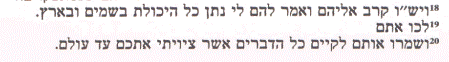 18ויש״ו קרב אליהם ואמר להם לי נתן כל היכולת בשמים ובארץ.
19לכו אתם
20ושמרו אותם לקיים כל הדברים אשר ציויתי אתכם עד עולם.